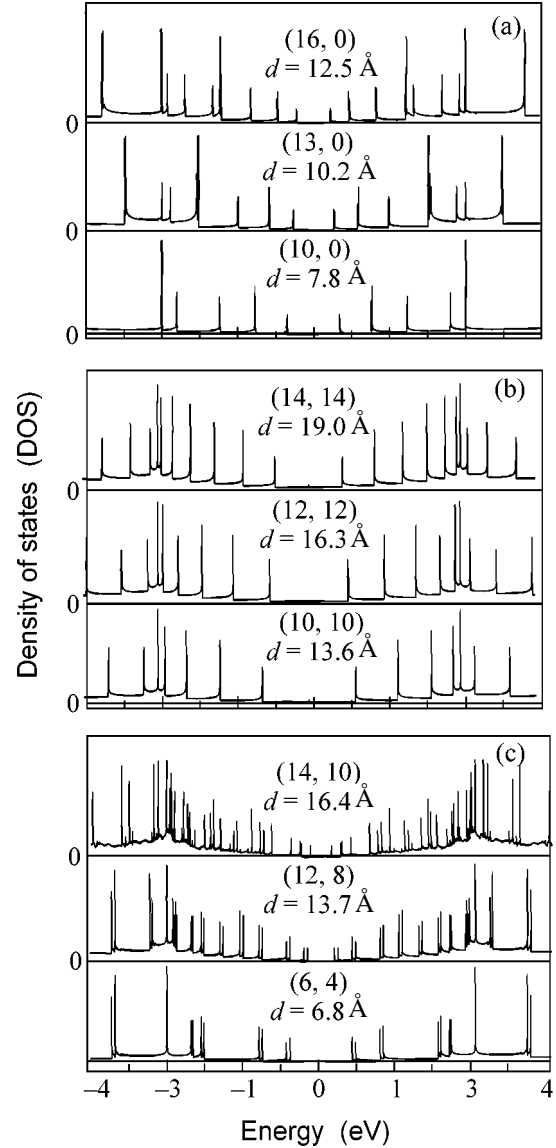 (a)
(16, 0)
d = 12.5 Å
0
(13, 0)
d = 10.2 Å
0
(10, 0)
d = 7.8 Å
0
(b)
(14, 14)
d = 19.0 Å
0
(12, 12)
d = 16.3 Å
0
(10, 10)
d = 13.6 Å
0
Density of states (DOS)
(c)
(14, 10)
d = 16.4 Å
0
(12, 8)
d = 13.7 Å
0
(6, 4)
d = 6.8 Å
−4 −3 −1 0 1 3 4
Energy (eV)